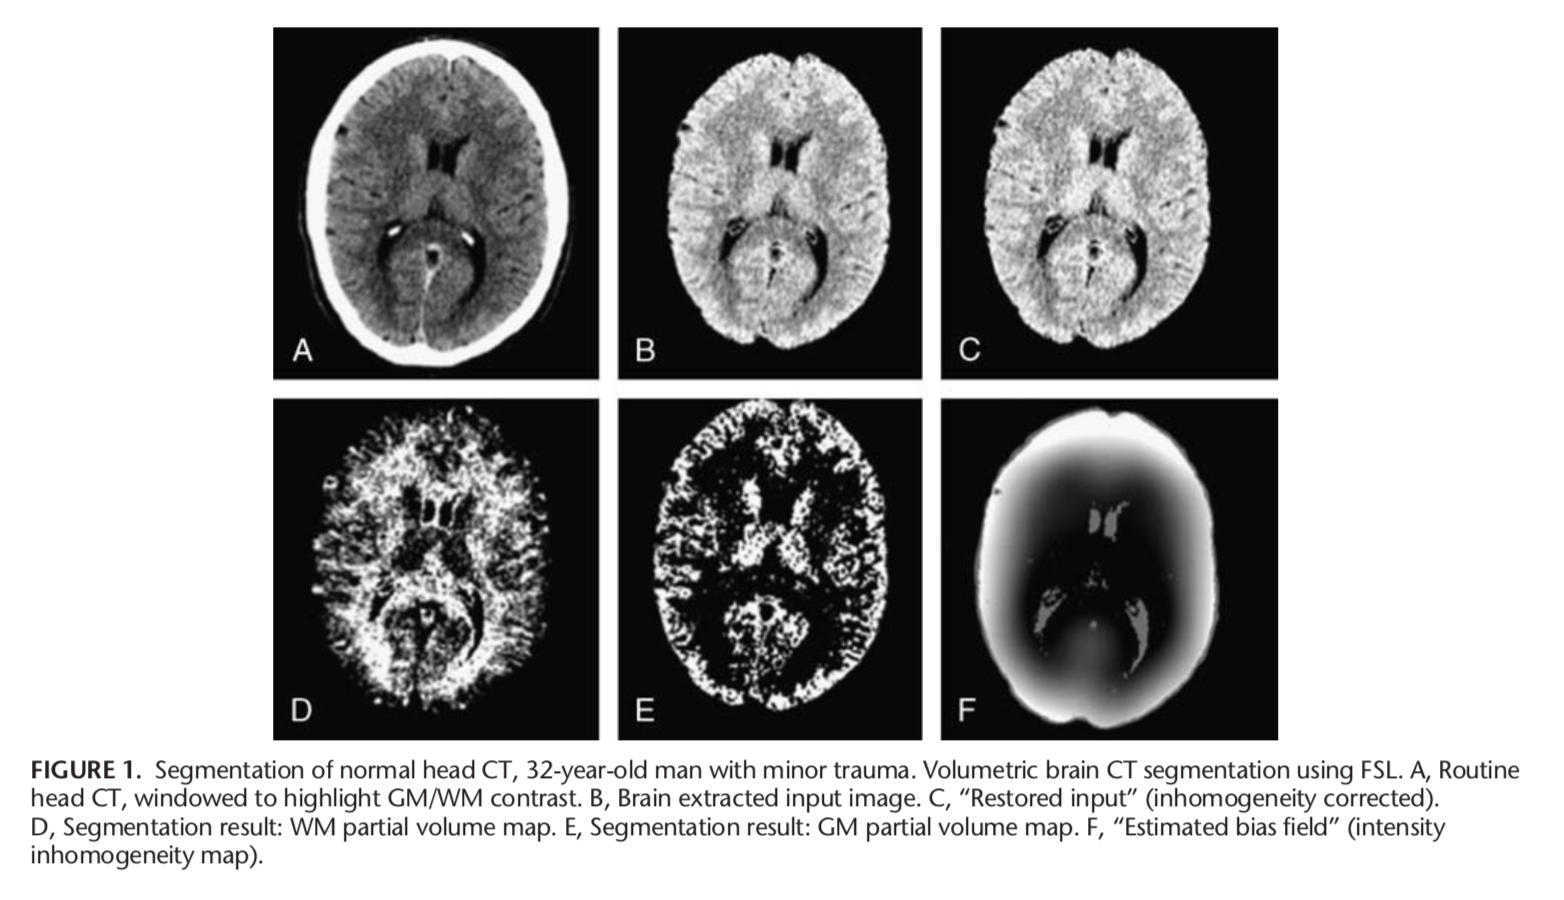 A
B
C
D
E
F
FIGURE 1. Segmentation of normal head CT, 32-year-old man with minor trauma. Volumetric brain CT segmentation using FSL. A, Routine
head CT, windowed to highlight GM/WM contrast. B, Brain extracted input image. C, “Restored input” (inhomogeneity corrected).
D, Segmentation result: WM partial volume map. E, Segmentation result: GM partial volume map. F, “Estimated bias field” (intensity
inhomogeneity map).